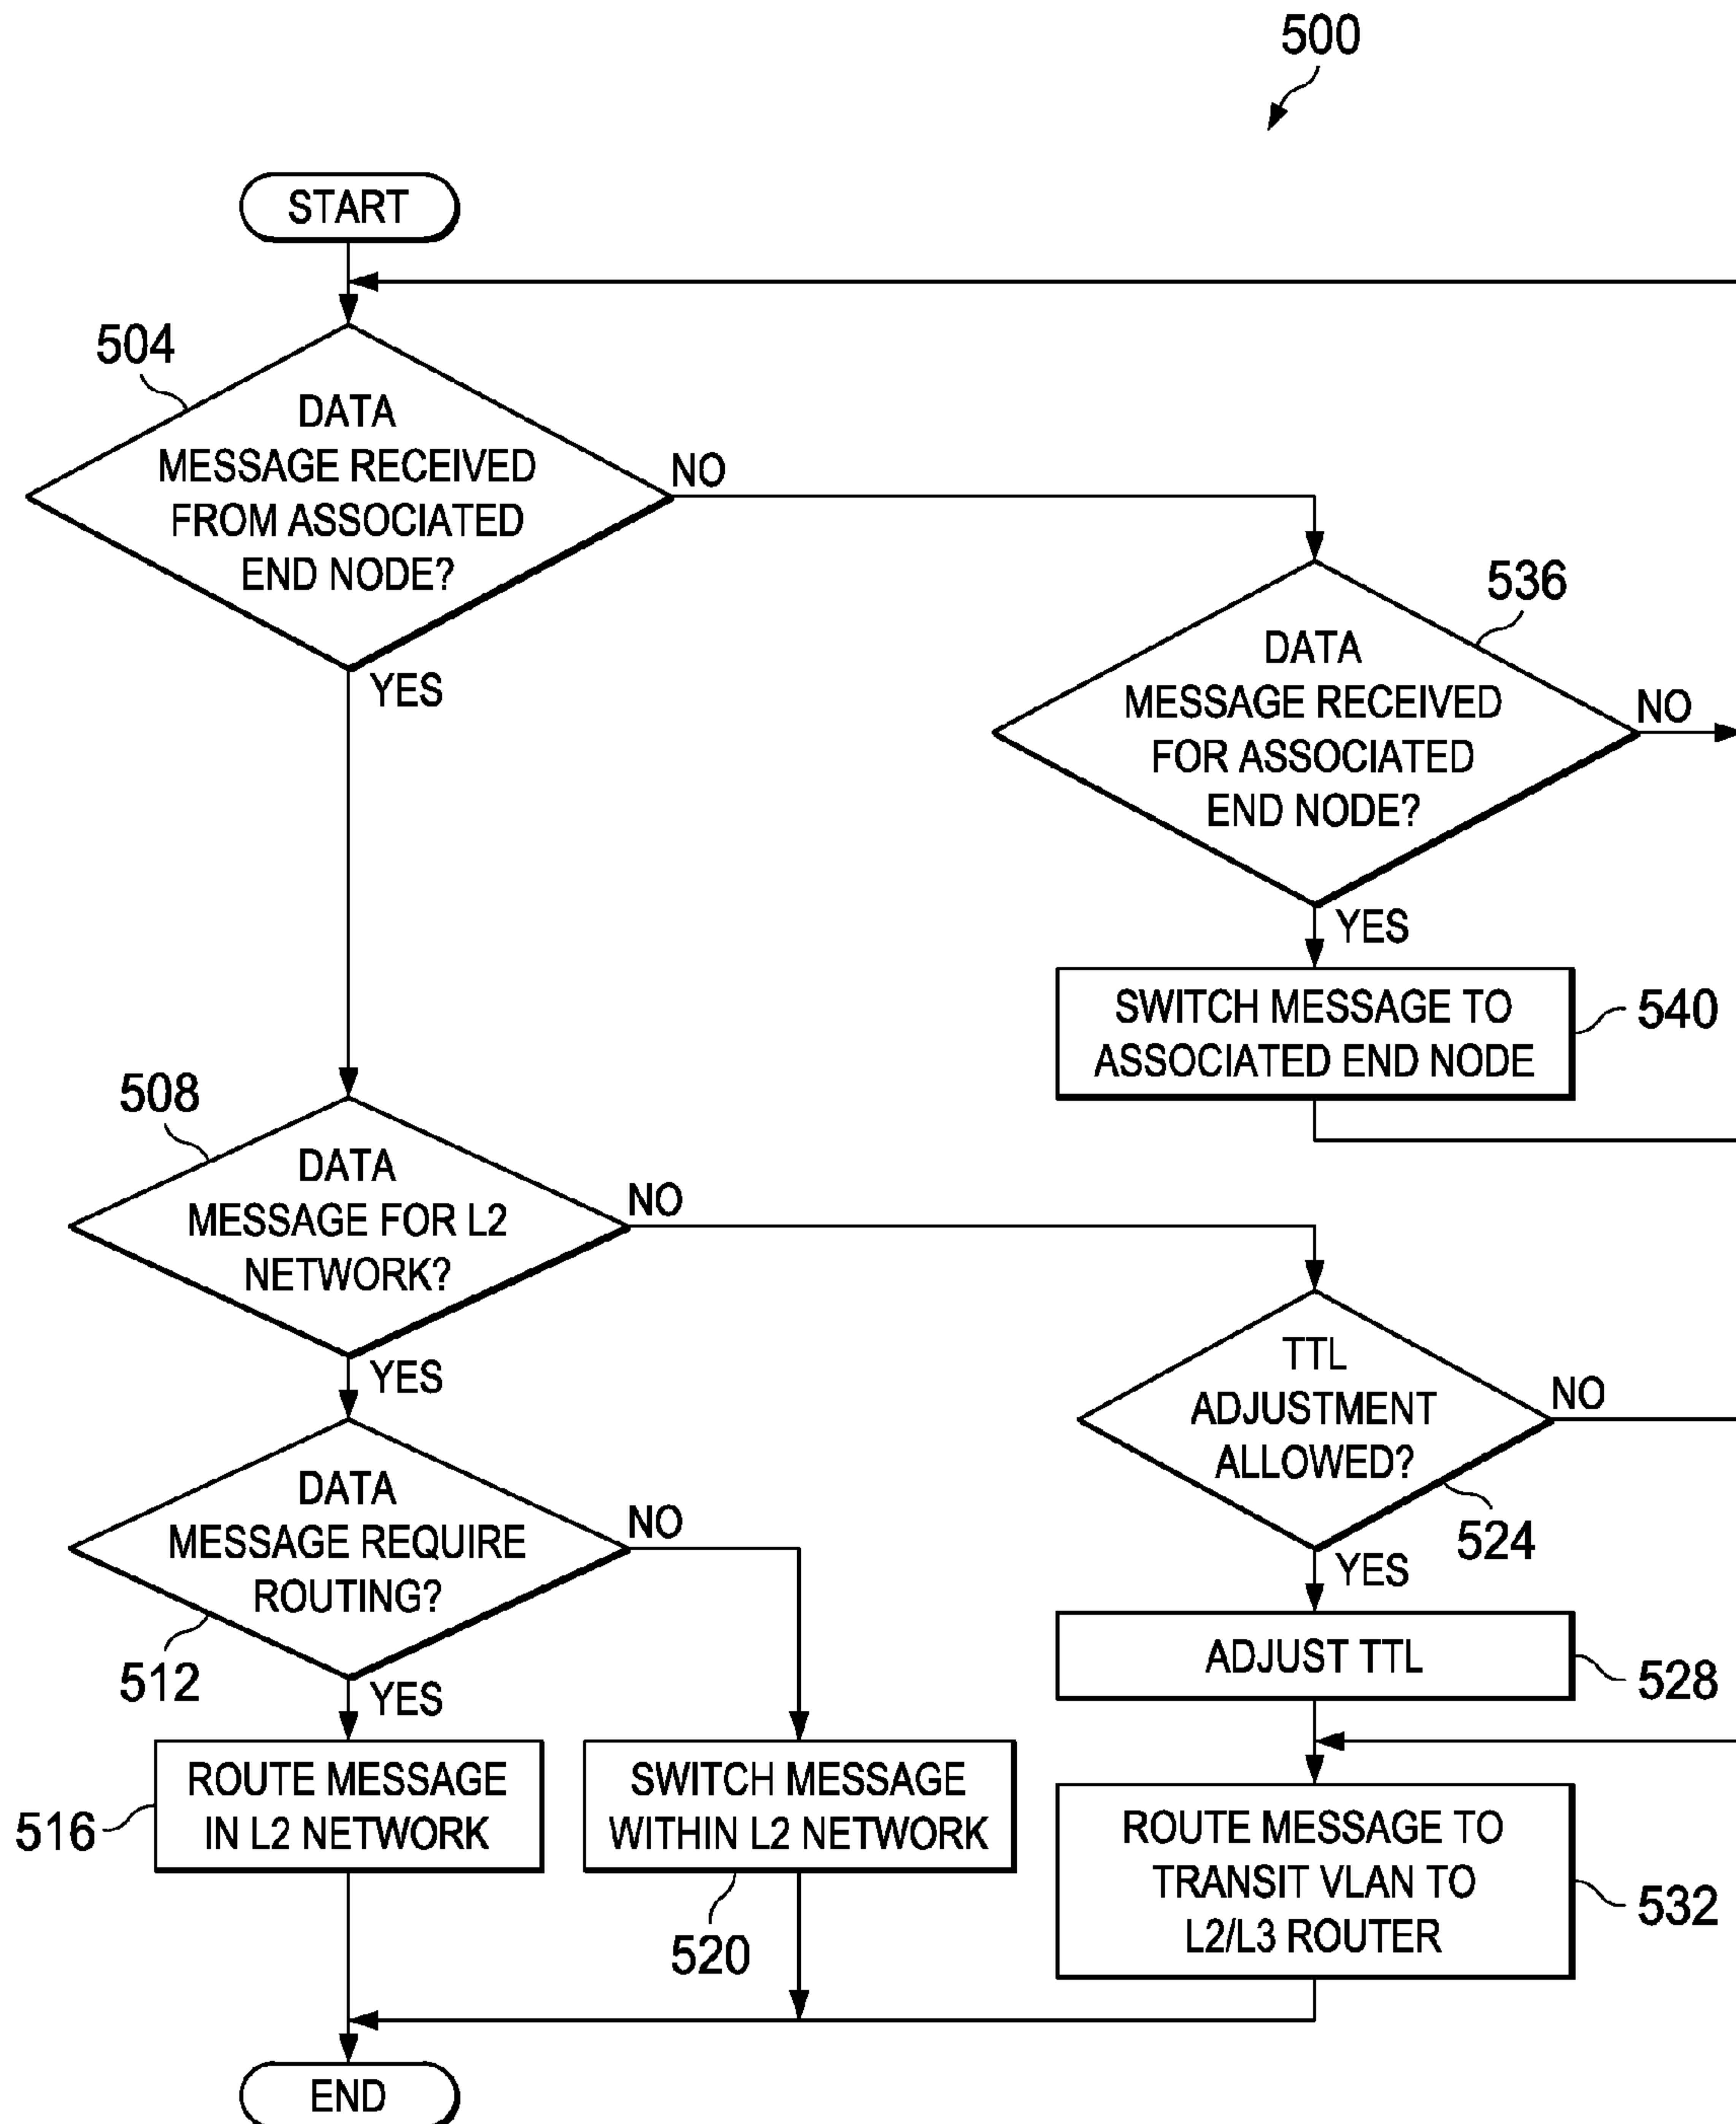 500
START
504
DATA
MESSAGE RECEIVED
FROM ASSOCIATED
END NODE?
NO
YES
536
DATA
MESSAGE RECEIVED
FOR ASSOCIATED
END NODE?
NO
YES
SWITCH MESSAGE TO
ASSOCIATED END NODE
540
508
DATA
MESSAGE FOR L2
NETWORK?
NO
YES
TTL
ADJUSTMENT
ALLOWED?
NO
524
YES
DATA
MESSAGE REQUIRE
ROUTING?
NO
512
YES
ADJUST TTL
528
ROUTE MESSAGE
IN L2 NETWORK
516
SWITCH MESSAGE
WITHIN L2 NETWORK
520
ROUTE MESSAGE TO
TRANSIT VLAN TO
L2/L3 ROUTER
532
END